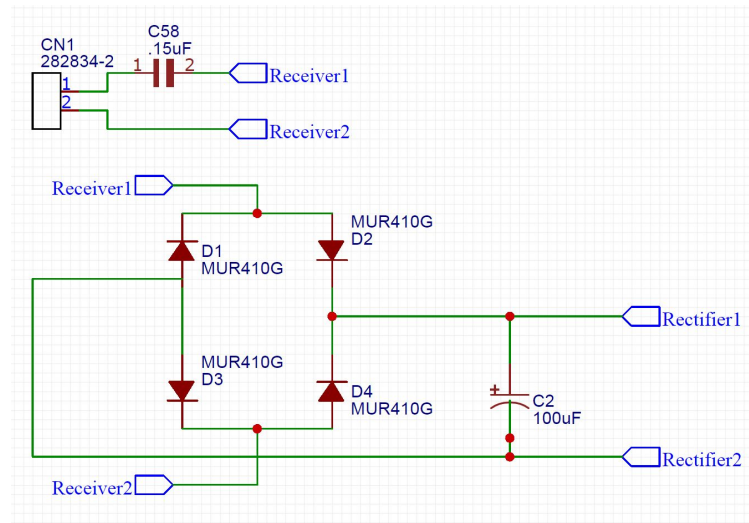 CN1
282834-2
C58
.15uF
1
2
1
2
Receiver1
Receiver2
Receiver1
D1
MUR410G
MUR410G
D2
Rectifier1
MUR410G
D3
D4
MUR410G
+
C2
100uF
Receiver2
Rectifier2